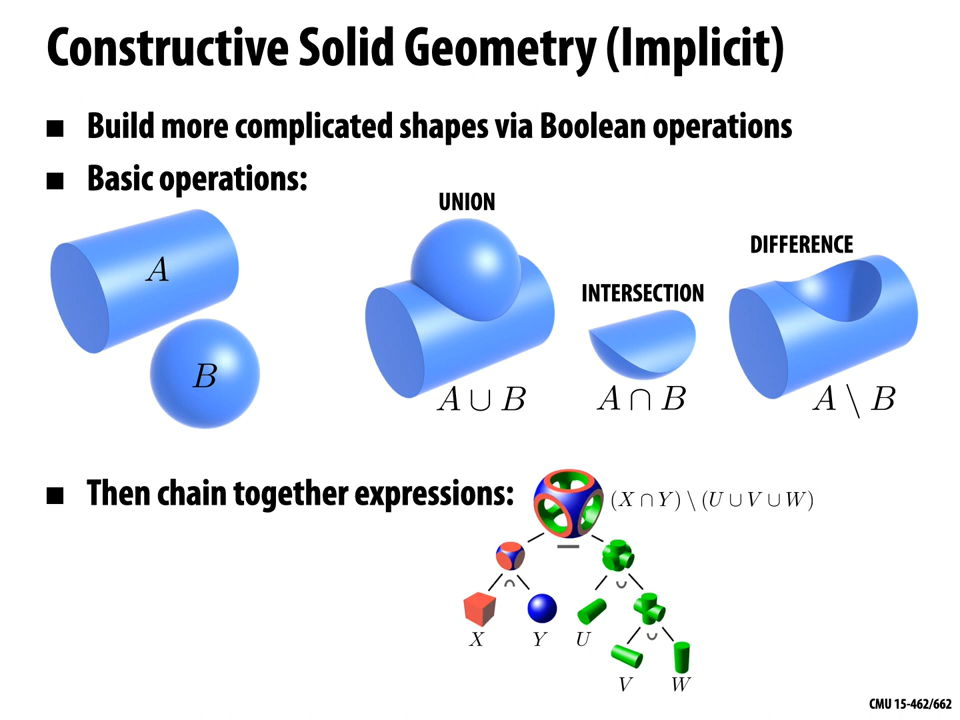 Constructive Solid Geometry (Implicit)
■ Build more complicated shapes via Boolean operations
■ Basic operations:
UNION
DIFFERENCE
INTERSECTION
A
B
A ∪ B
A ∩ B
A \ B
■ Then chain together expressions:
(X ∩ Y) \ (U ∪ V ∪ W)
−
∩
∪
X
Y
U
∪
V
W
CMU 15-462/662